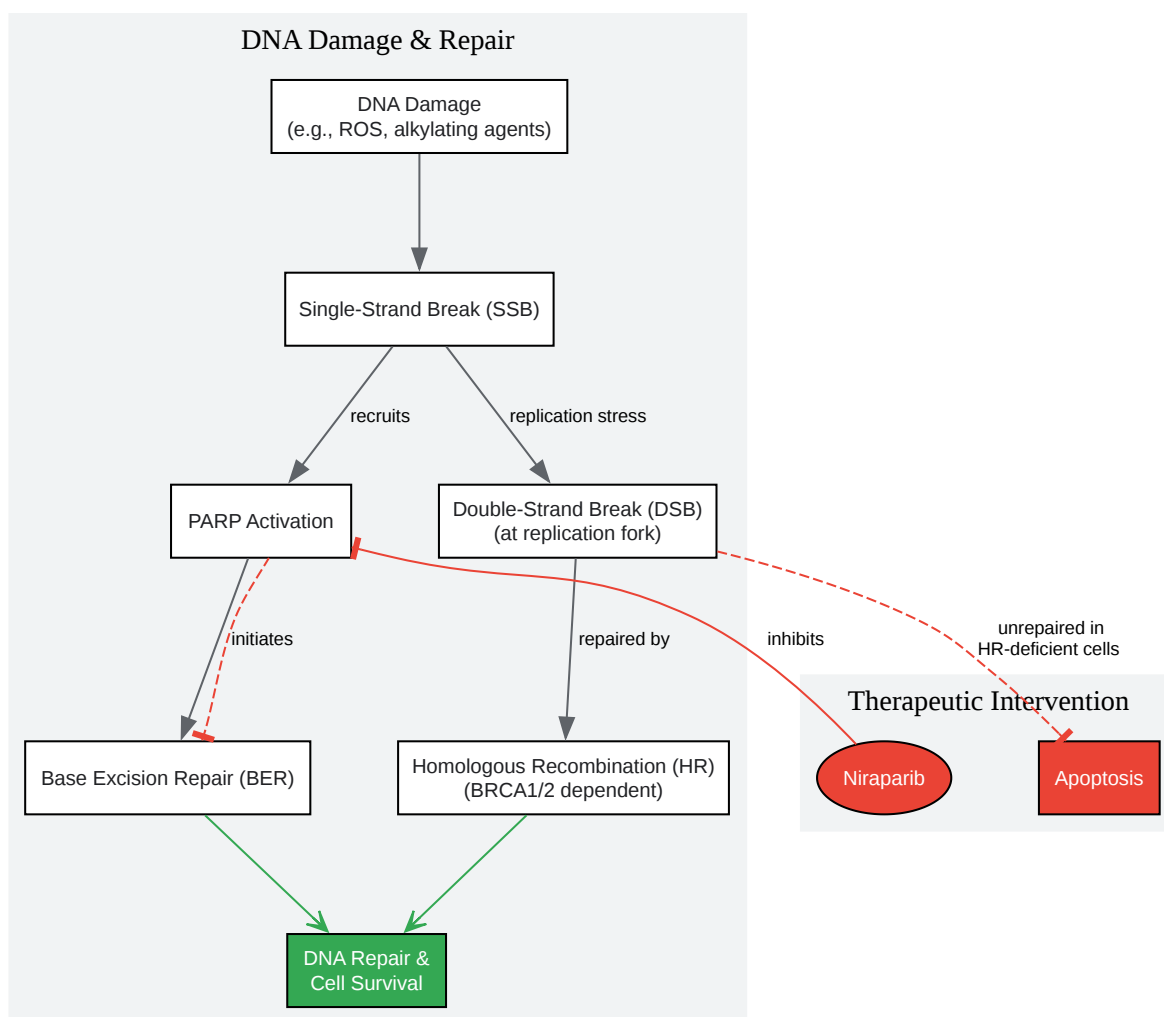 DNA Damage & Repair
DNA Damage
(e.g., ROS, alkylating agents)
Single-Strand Break (SSB)
recruits
replication stress
PARP Activation
Double-Strand Break (DSB)
(at replication fork)
initiates
repaired by
inhibits
unrepaired in
HR-deficient cells
Therapeutic Intervention
Base Excision Repair (BER)
Homologous Recombination (HR)
(BRCA1/2 dependent)
Niraparib
Apoptosis
DNA Repair &
Cell Survival